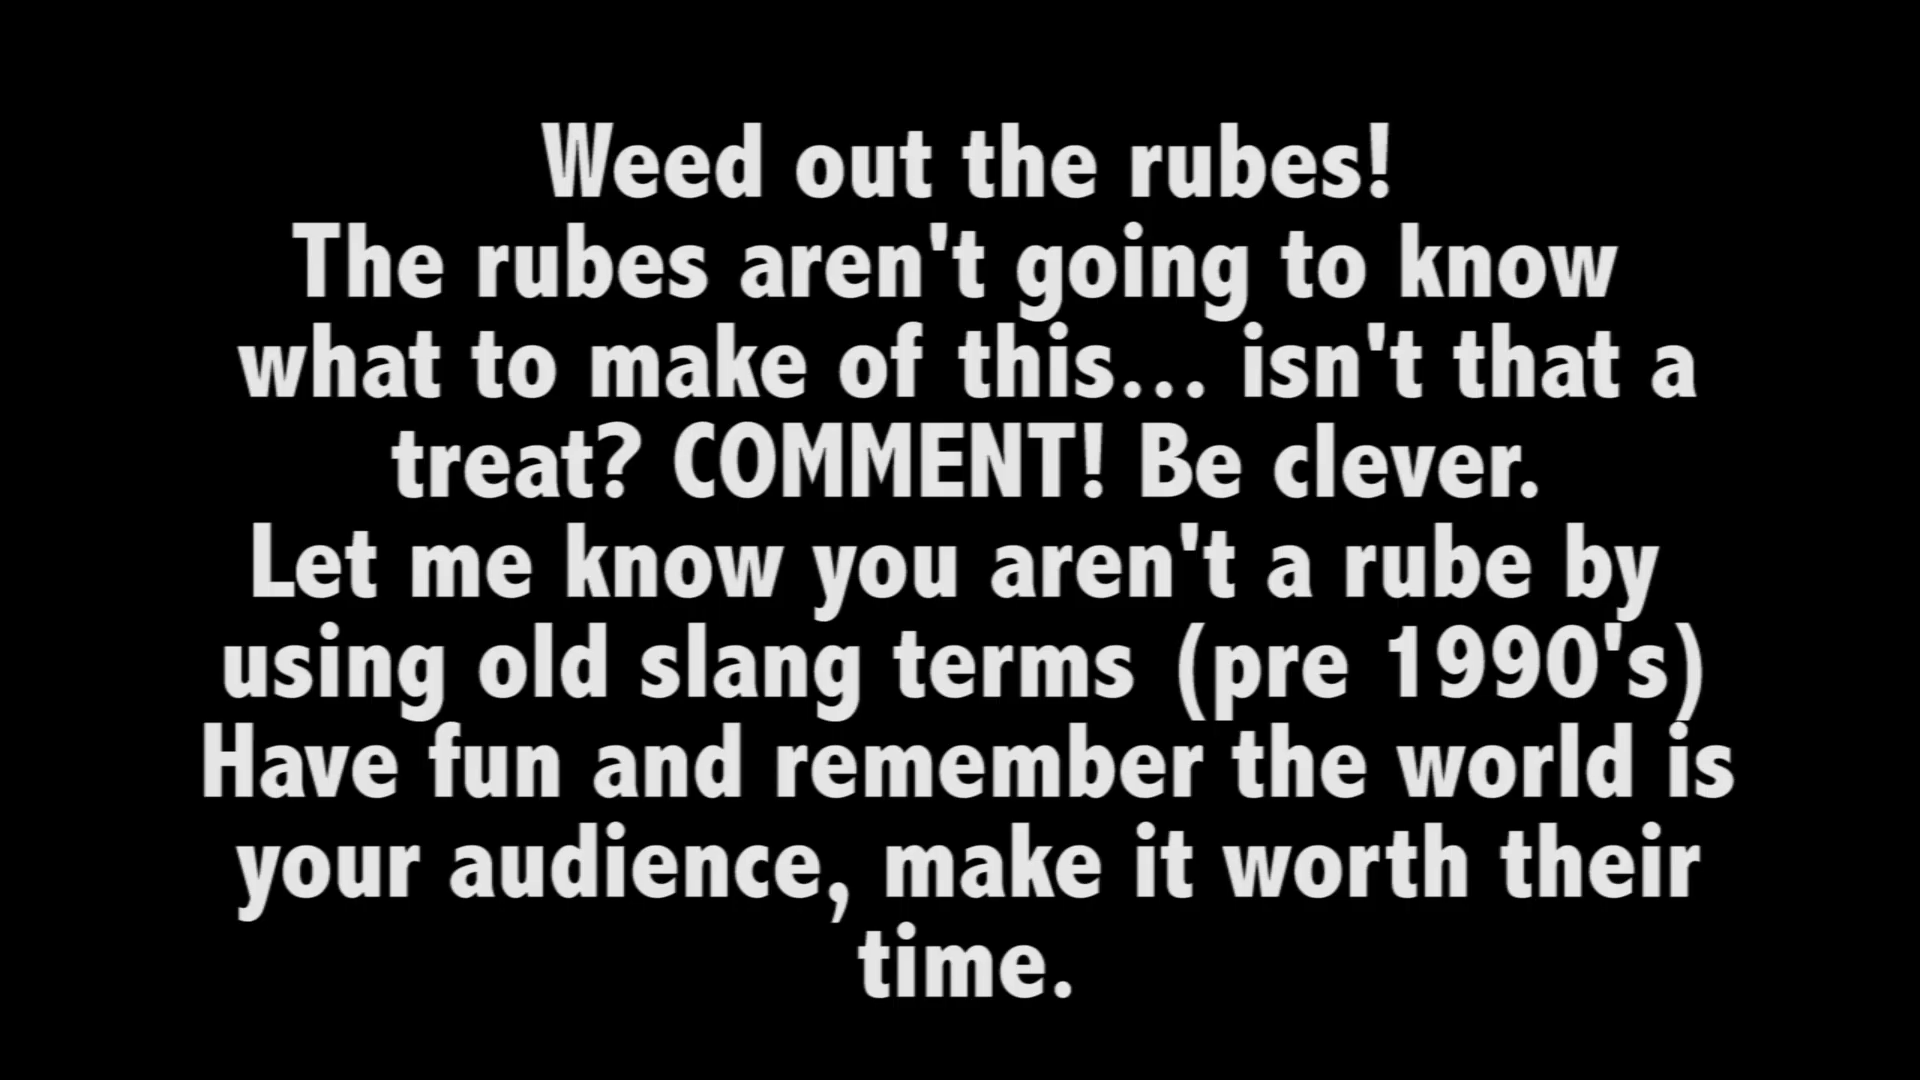 Weed out the rubes!
The rubes aren't going to know
what to make of this... isn't that a
treat? COMMENT! Be clever.
Let me know you aren't a rube by
using old slang terms (pre 1990's)
Have fun and remember the world is
your audience, make it worth their
time.